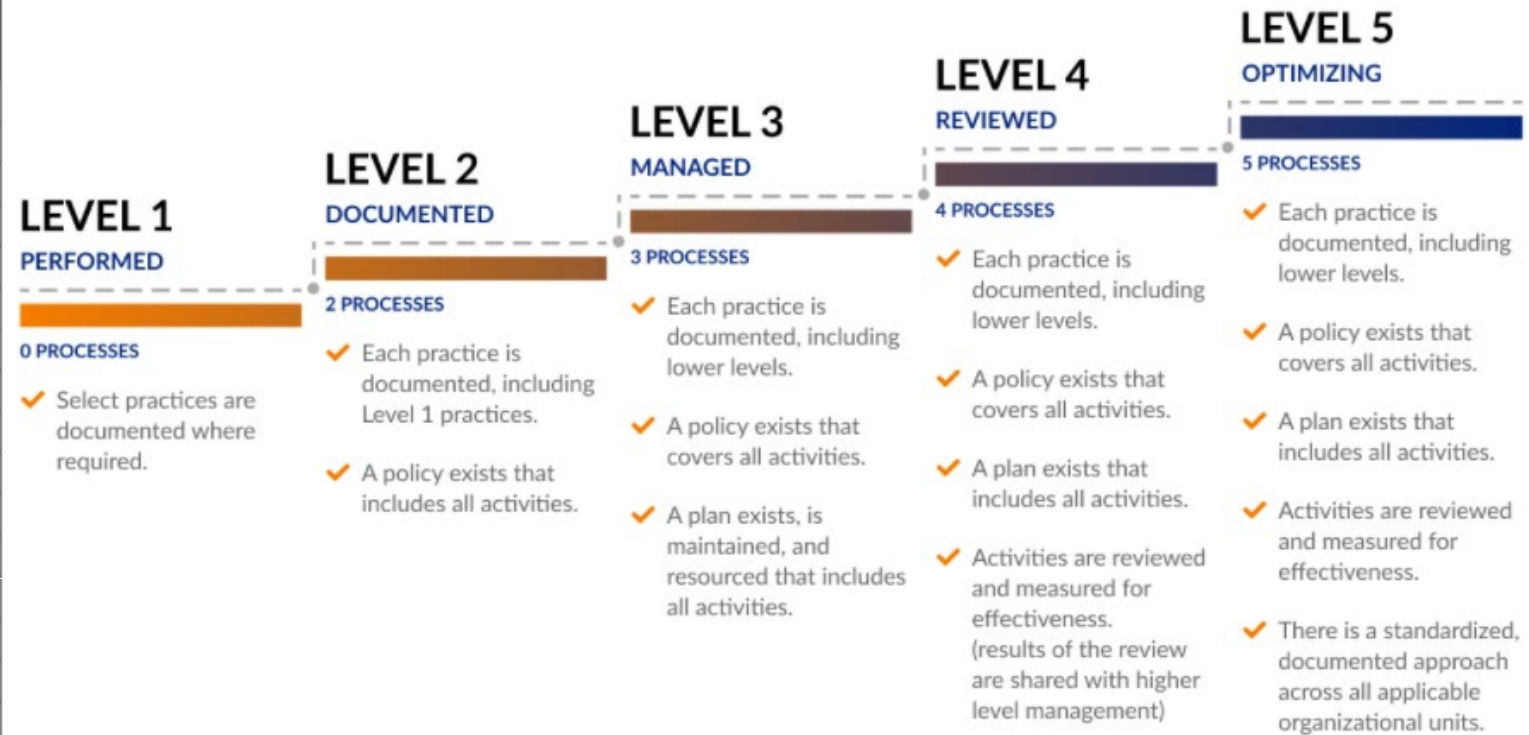 LEVEL 1
PERFORMED
0 PROCESSES
Select practices are
documented where
required.
LEVEL 2
DOCUMENTED
2 PROCESSES
Each practice is
documented, including
Level 1 practices.
A policy exists that
includes all activities.
LEVEL 3
MANAGED
3 PROCESSES
Each practice is
documented, including
lower levels.
A policy exists that
covers all activities.
A plan exists, is
maintained, and
resourced that includes
all activities.
LEVEL 4
REVIEWED
4 PROCESSES
Each practice is
documented, including
lower levels.
A policy exists that
covers all activities.
A plan exists that
includes all activities.
Activities are reviewed
and measured for
effectiveness.
(results of the review
are shared with higher
level management)
LEVEL 5
OPTIMIZING
5 PROCESSES
Each practice is
documented, including
lower levels.
A policy exists that
covers all activities.
A plan exists that
includes all activities.
Activities are reviewed
and measured for
effectiveness.
There is a standardized,
documented approach
across all applicable
organizational units.